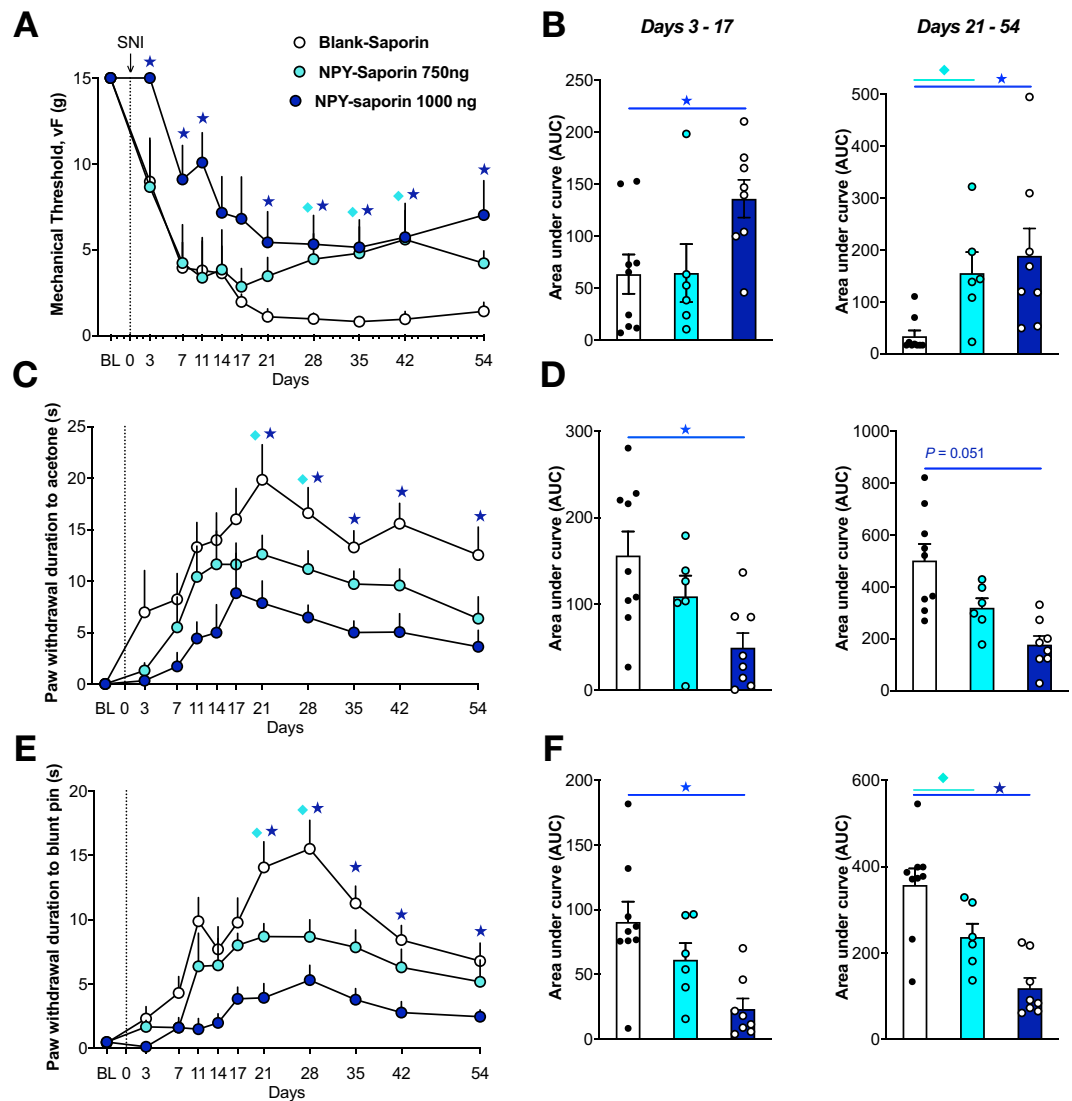 A
SNI
Blank-Saporin
NPY-Saporin 750ng
NPY-saporin 1000 ng
Mechanical Threshold, vF (g)
15
10
5
0
BL 0 3 7 11 14 17 21 28 35 42 54
Days
B
Days 3 - 17
Area under curve (AUC)
250
200
150
100
50
0
Days 21 - 54
Area under curve (AUC)
500
400
300
200
100
0
C
Paw withdrawal duration to acetone (s)
25
20
15
10
5
0
BL 0 3 7 11 14 17 21 28 35 42 54
Days
D
Area under curve (AUC)
300
200
100
0
Area under curve (AUC)
1000
800
600
400
200
0
P = 0.051
E
Paw withdrawal duration to blunt pin (s)
20
15
10
5
0
BL 0 3 7 11 14 17 21 28 35 42 54
Days
F
Area under curve (AUC)
200
150
100
50
0
Area under curve (AUC)
600
400
200
0